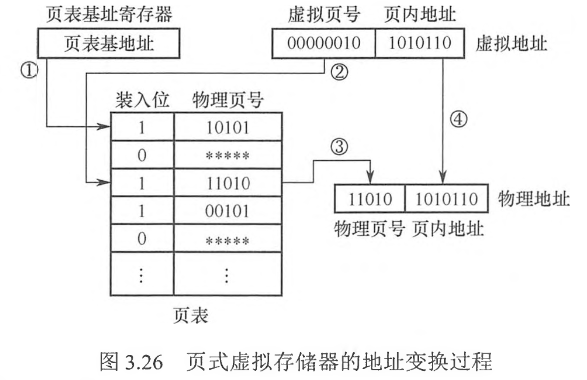 页表基址寄存器
页表基地址
虚拟页号 页内地址
00000010 1010110 虚拟地址
① ②
装入位 物理页号
1 10101
0 *****
1 11010
1 00101
0 *****
⋮ ⋮
页表
③ ④
11010 1010110 物理地址
物理页号 页内地址
图 3.26 页式虚拟存储器的地址变换过程